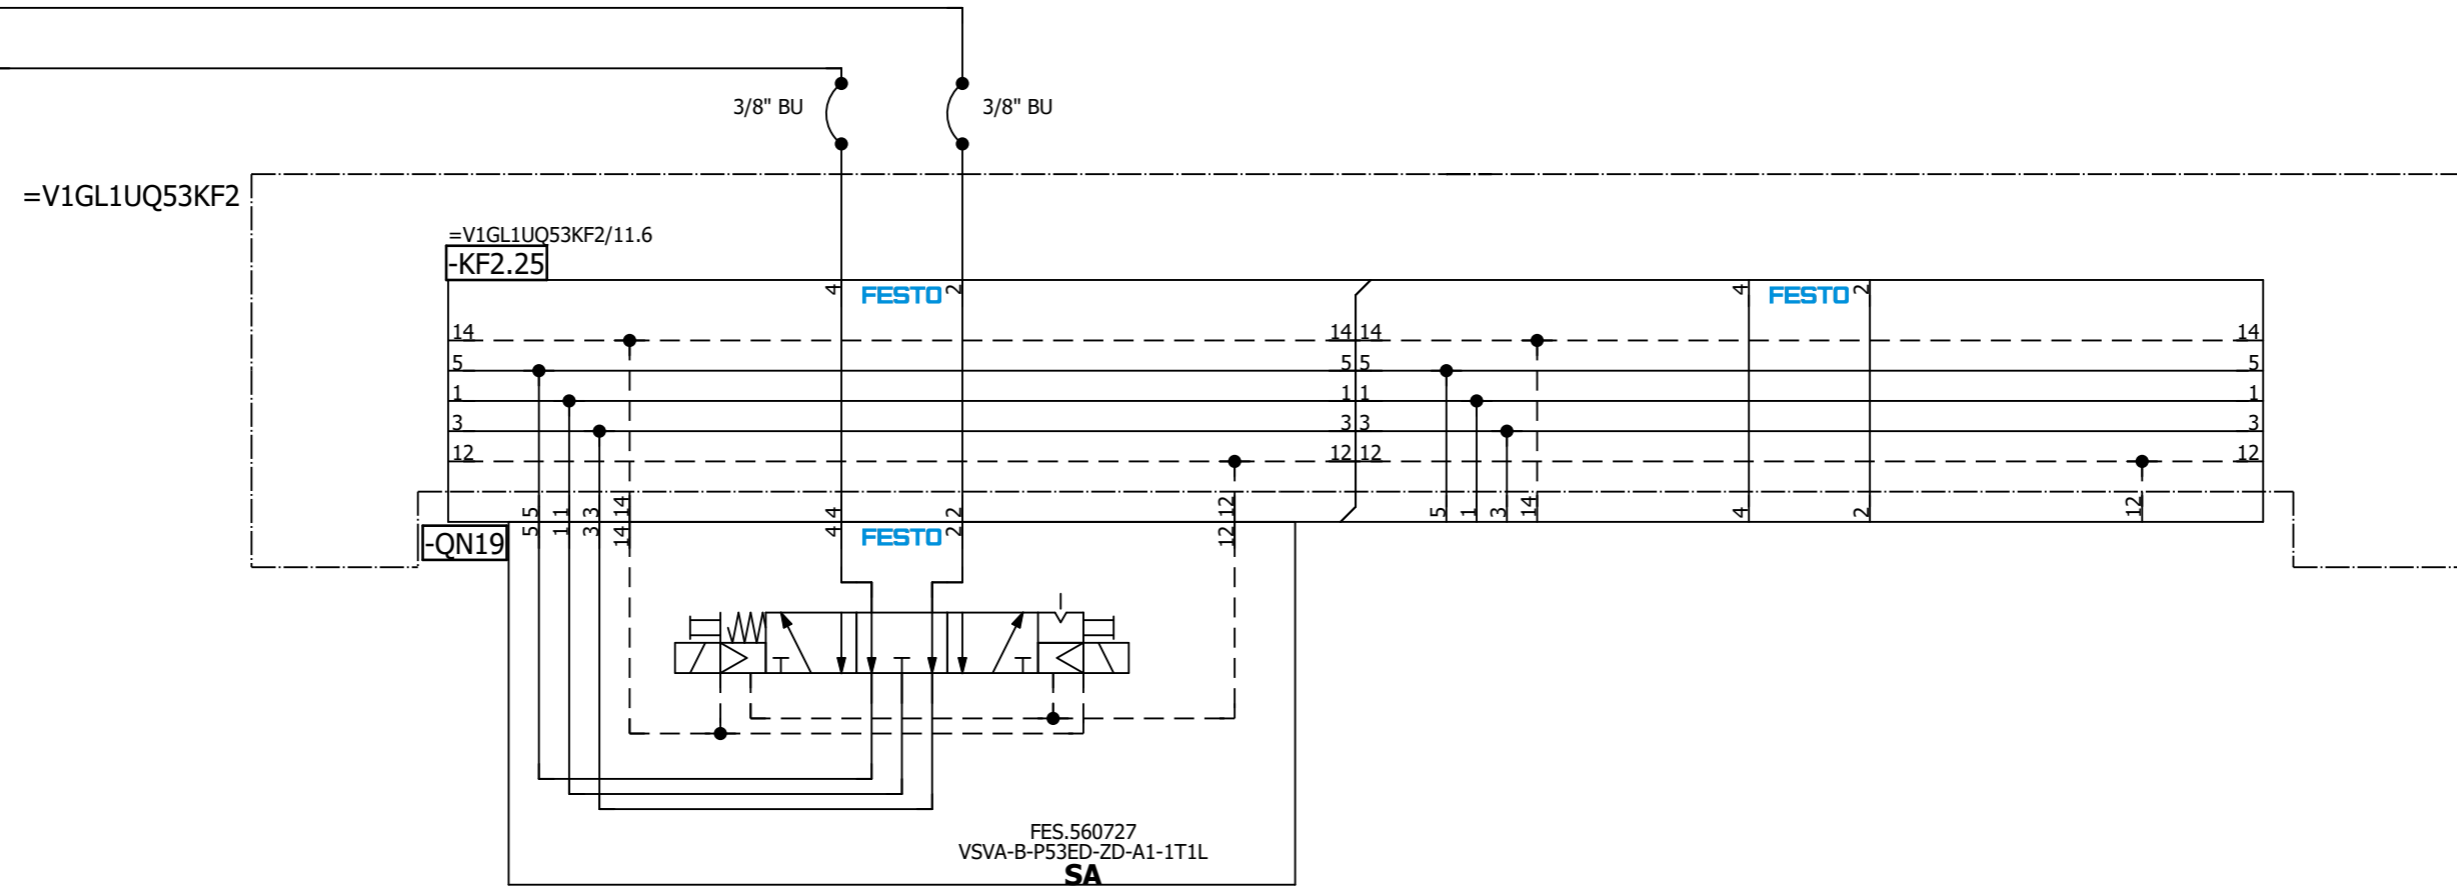 3/8" BU
3/8" BU
=V1GL1UQ53KF2
=V1GL1UQ53KF2/11.6
-KF2.25
4 FESTO 2
4 FESTO 2
14 14 14 14
5 5 5 5
1 1 1 1
3 3 3 3
12 12 12 12
5 1 3 14 4 2 12
5 1 3 14 4 2 12
-QN19
5 1 3 14 4 FESTO 2 12
FES.560727
VSVA-B-P53ED-ZD-A1-1T1L
SA